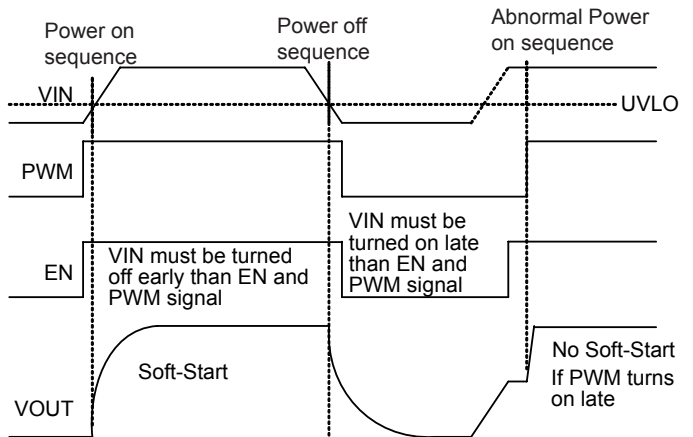 Power on
sequence
Power off
sequence
Abnormal Power
on sequence
VIN
UVLO
PWM
EN
VIN must be turned
off early than EN and
PWM signal
VIN must be
turned on late
than EN and
PWM signal
VOUT
Soft-Start
No Soft-Start
If PWM turns
on late